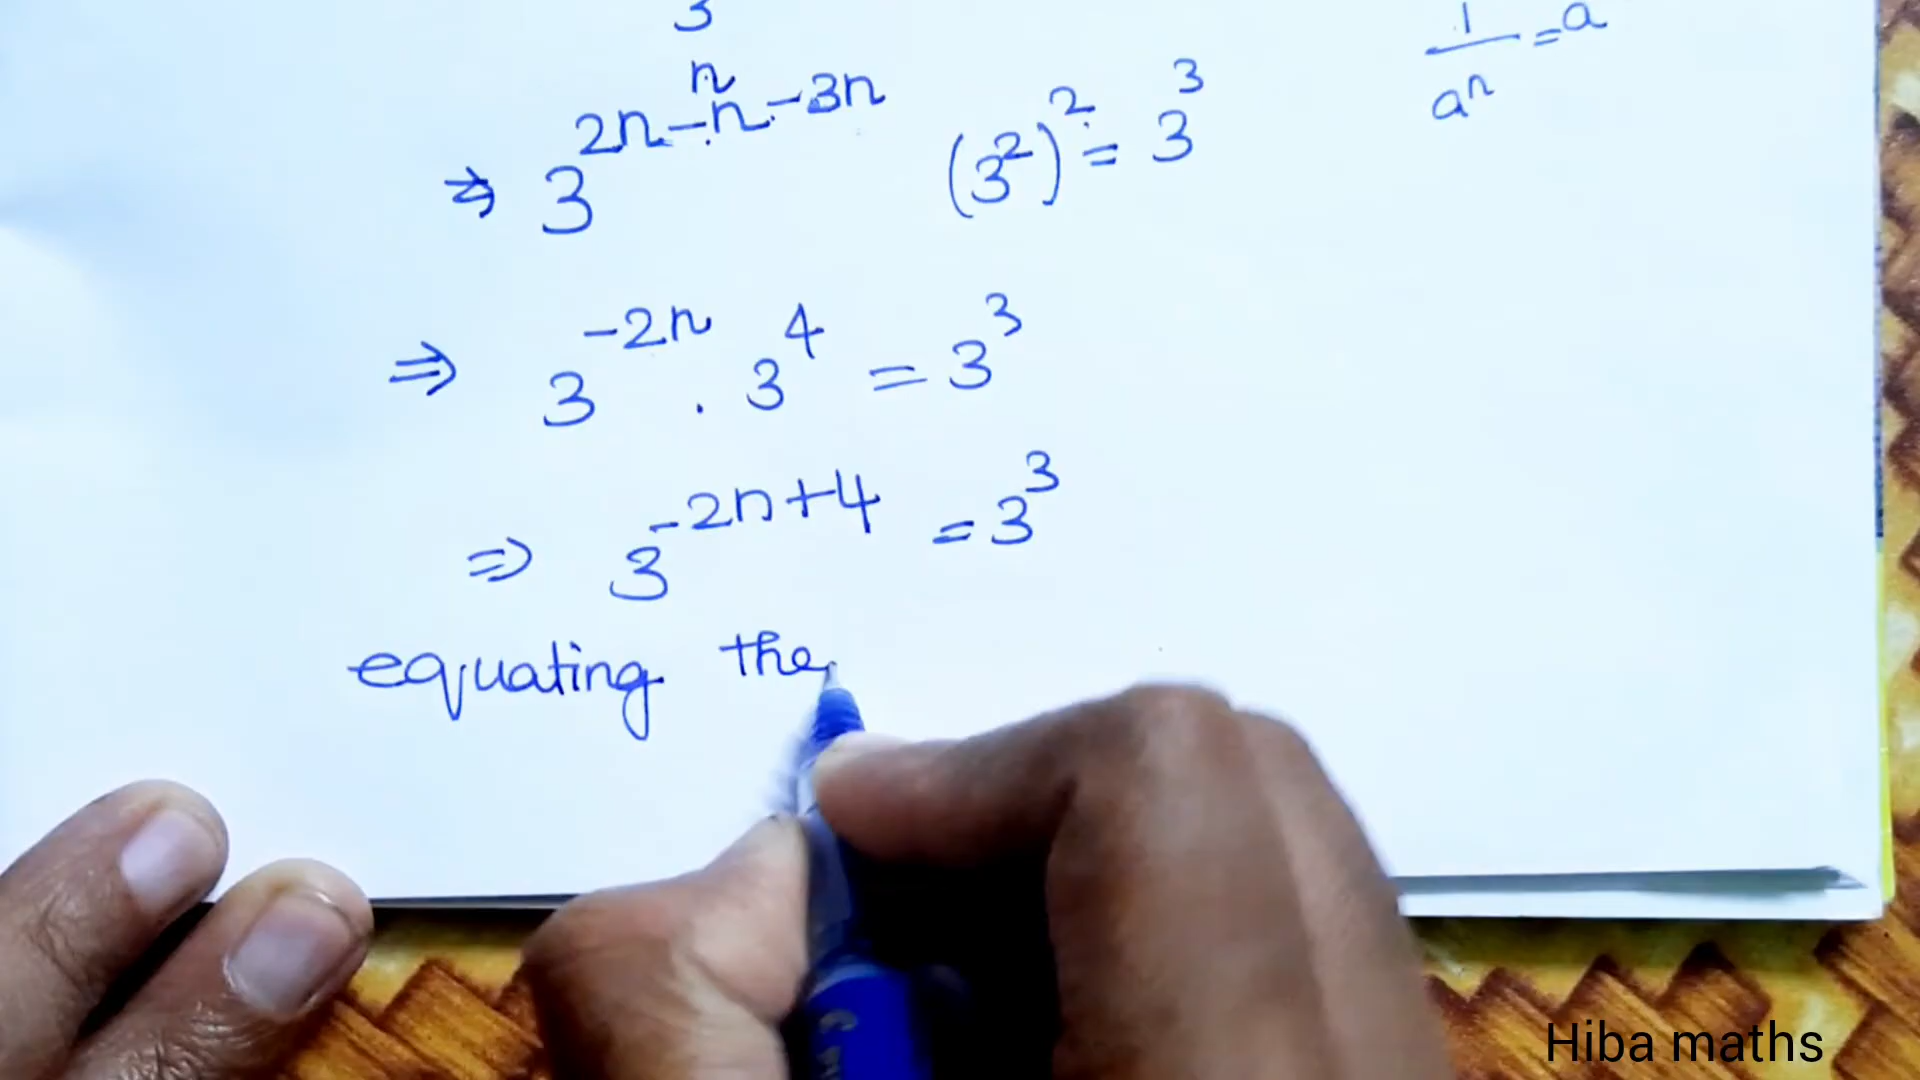 3
n
⇒ 3^{2n-n-3n} (3^2)^2 = 3^3
1/a^n = a
⇒ 3^{-2n} . 3^4 = 3^3
⇒ 3^{-2n+4} = 3^3
equating the
Hiba maths